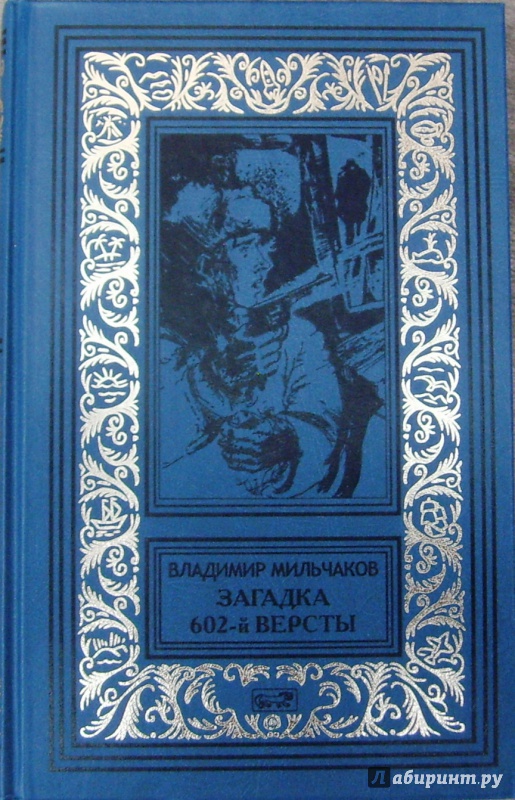 ВЛАДИМИР МИЛЬЧАКОВ
ЗАГАДКА
602-й ВЕРСТЫ
Лабиринт.ру